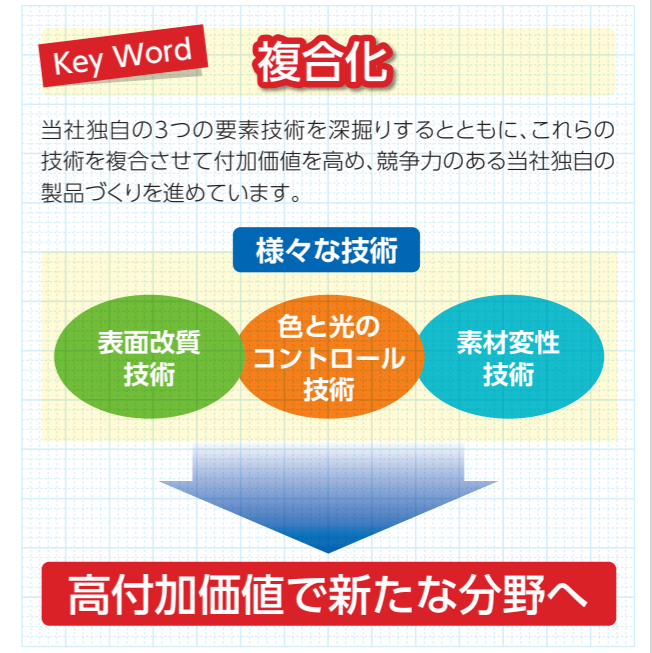 Key Word
複合化
当社独自の3つの要素技術を深掘りするとともに、これらの
技術を複合させて付加価値を高め、競争力のある当社独自の
製品づくりを進めています。
様々な技術
表面改質
技術
色と光の
コントロール
技術
素材変性
技術
高付加価値で新たな分野へ